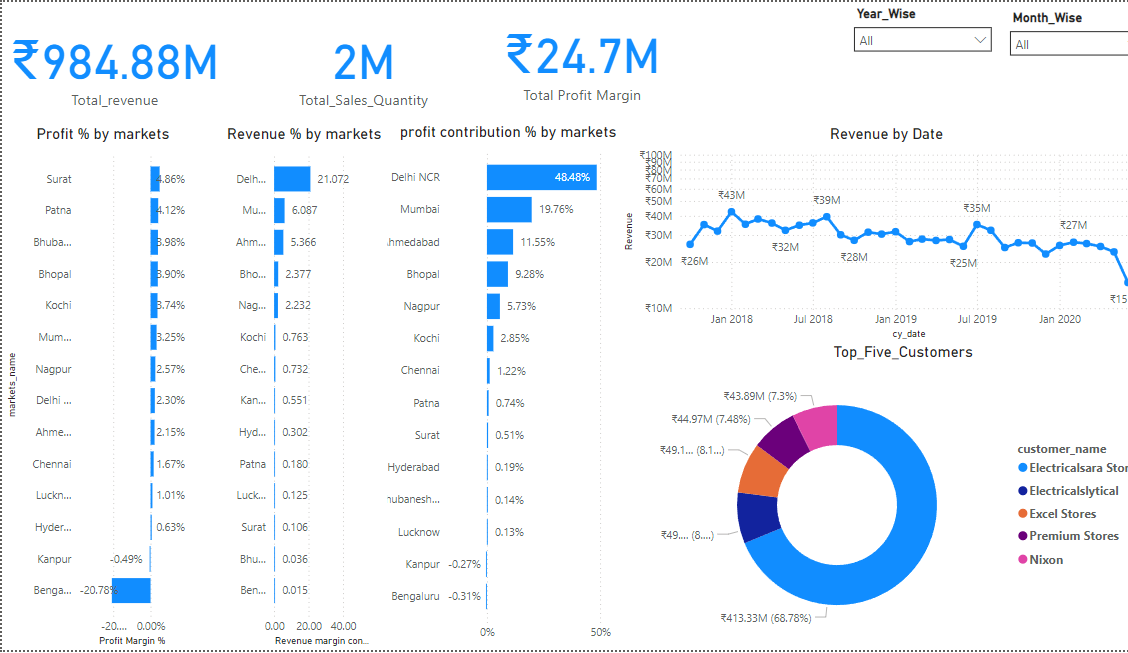 Year_Wise
Month_Wise
All
All
₹984.88M
2M
₹24.7M
Total_revenue
Total_Sales_Quantity
Total Profit Margin
Profit % by markets
Surat 4.86%
Patna 4.12%
Bhuba... 3.98%
Bhopal 3.90%
Kochi 3.74%
Mum... 3.25%
Nagpur 2.57%
Delhi ... 2.30%
Ahme... 2.15%
Chennai 1.67%
Luckn... 1.01%
Hyder... 0.63%
Kanpur -0.49%
Benga... -20.78%
-20.... 0.00%
Profit Margin %
markets_name
Revenue % by markets
Delh... 21.072
Mu... 6.087
Ahm... 5.366
Bho... 2.377
Nag... 2.232
Kochi 0.763
Che... 0.732
Kan... 0.551
Hyd... 0.302
Patna 0.180
Luck... 0.125
Surat 0.106
Bhu... 0.036
Ben... 0.015
0.00 20.00 40.00
Revenue margin con...
profit contribution % by markets
Delhi NCR 48.48%
Mumbai 19.76%
hmedabad 11.55%
Bhopal 9.28%
Nagpur 5.73%
Kochi 2.85%
Chennai 1.22%
Patna 0.74%
Surat 0.51%
Hyderabad 0.19%
ubanesh... 0.14%
Lucknow 0.13%
Kanpur -0.27%
Bengaluru -0.31%
0% 50%
Revenue by Date
₹100M
₹90M
₹80M
₹70M
₹60M
₹50M
₹40M
₹30M
₹20M
₹10M
Revenue
₹26M
₹43M
₹32M
₹39M
₹28M
₹25M
₹35M
₹27M
₹15
Jan 2018 Jul 2018 Jan 2019 Jul 2019 Jan 2020
cy_date
Top_Five_Customers
₹43.89M (7.3%)
₹44.97M (7.48%)
₹49.1... (8.1...)
₹49.... (8....)
₹413.33M (68.78%)
customer_name
Electricalsara Stor
Electricalslytical
Excel Stores
Premium Stores
Nixon